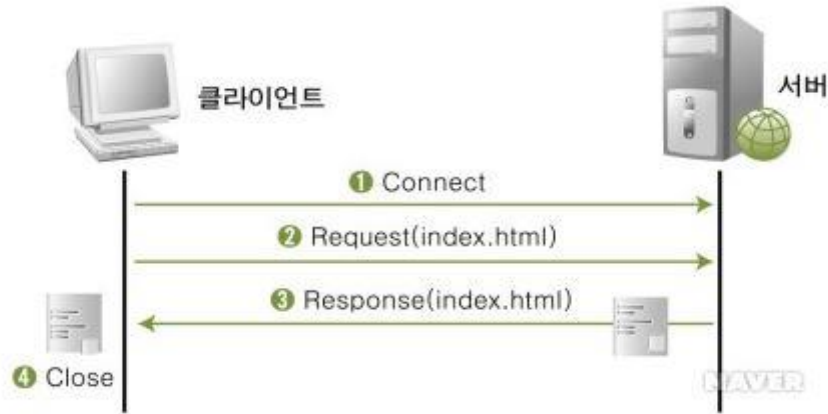 클라이언트
서버
❶ Connect
❷ Request(index.html)
❸ Response(index.html)
❹ Close
NAVER